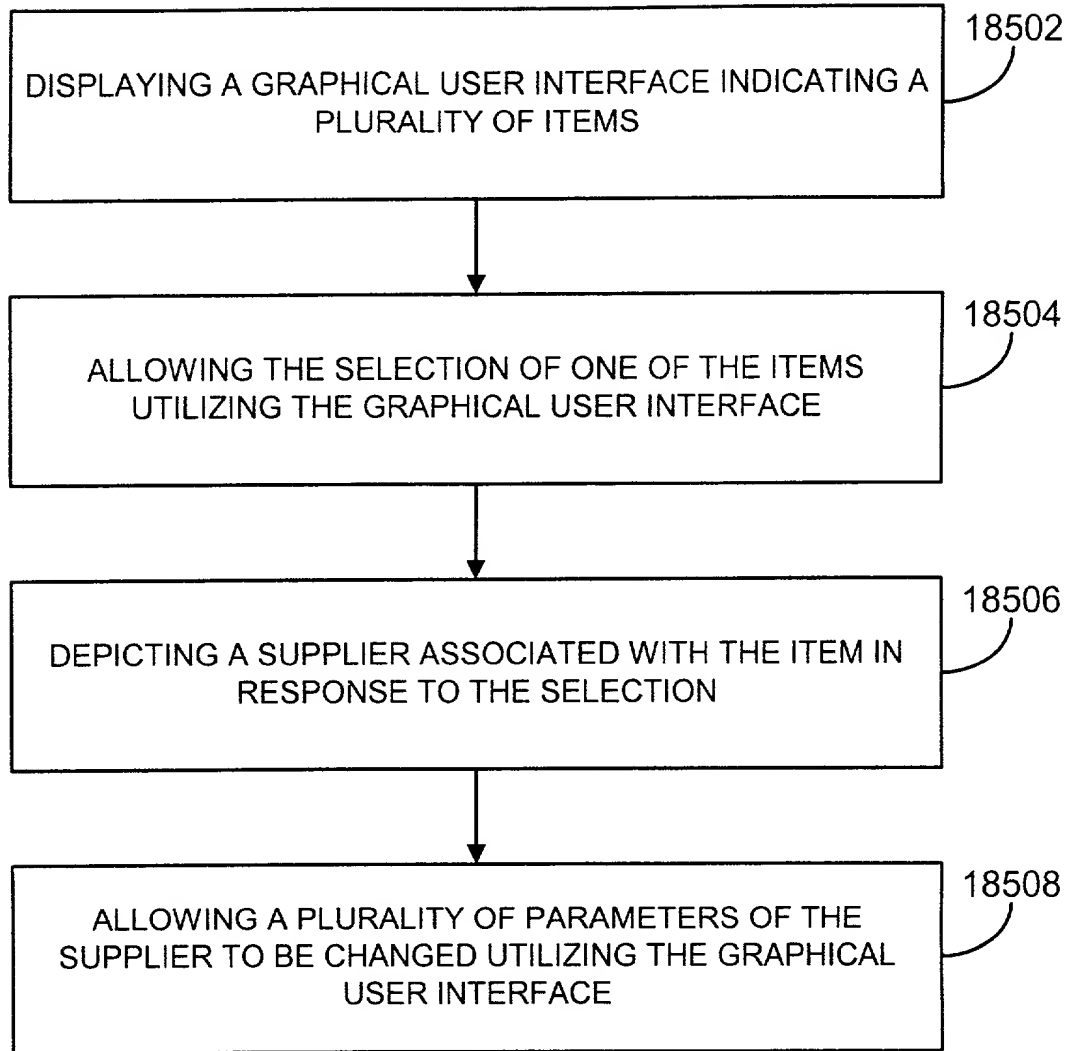 18502
DISPLAYING A GRAPHICAL USER INTERFACE INDICATING A
PLURALITY OF ITEMS
18504
ALLOWING THE SELECTION OF ONE OF THE ITEMS
UTILIZING THE GRAPHICAL USER INTERFACE
18506
DEPICTING A SUPPLIER ASSOCIATED WITH THE ITEM IN
RESPONSE TO THE SELECTION
18508
ALLOWING A PLURALITY OF PARAMETERS OF THE
SUPPLIER TO BE CHANGED UTILIZING THE GRAPHICAL
USER INTERFACE